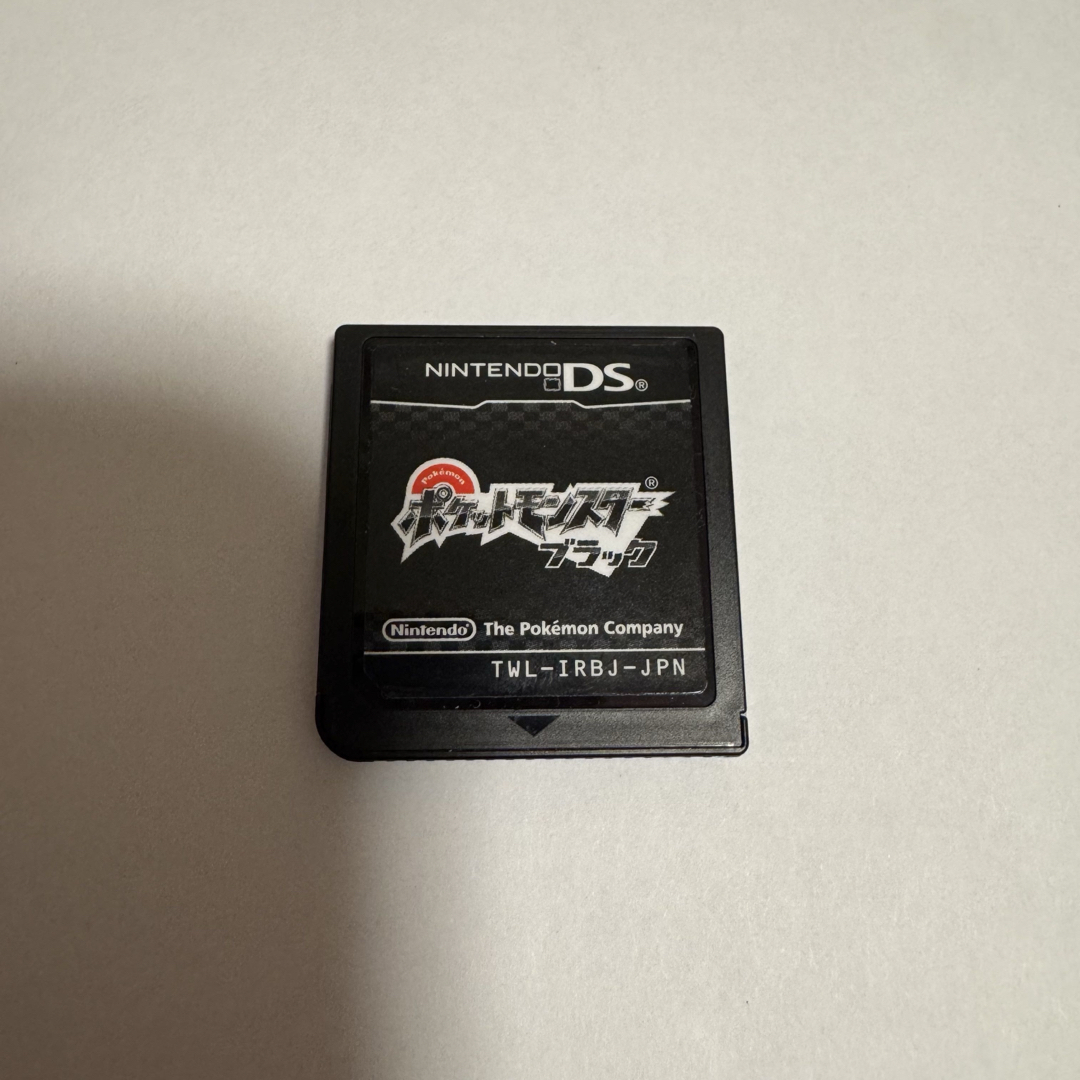 NINTENDO DS®
Pokémon
ポケットモンスター®
ブラック
Nintendo® The Pokémon Company
TWL-IRBJ-JPN